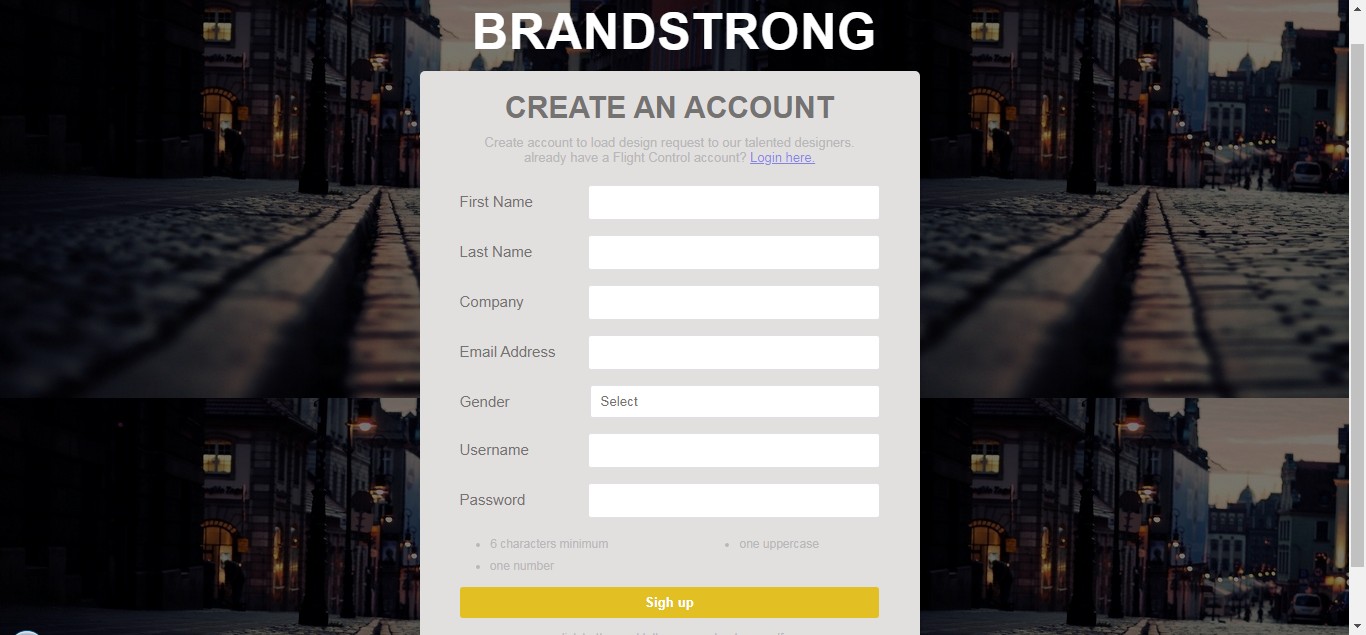 BRANDSTRONG
CREATE AN ACCOUNT
Create account to load design request to our talented designers.
already have a Flight Control account? Login here.
First Name
Last Name
Company
Email Address
Gender
Select
Username
Password
6 characters minimum
one uppercase
one number
Sigh up